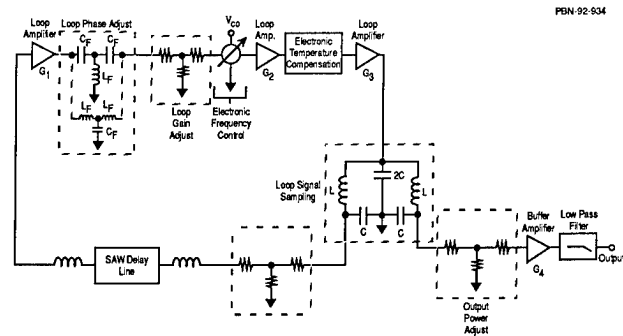 PBN-92-934
Loop
Amplifier
G1
Loop Phase Adjust
CF CF
LF
LF LF
CF
Loop
Gain
Adjust
VCO
Electronic
Frequency
Control
Loop
Amp.
G2
Electronic
Temperature
Compensation
Loop
Amplifier
G3
Loop Signal
Sampling
L
2C
L
C C
SAW Delay
Line
Output
Power
Adjust
Buffer
Amplifier
G4
Low Pass
Filter
Output